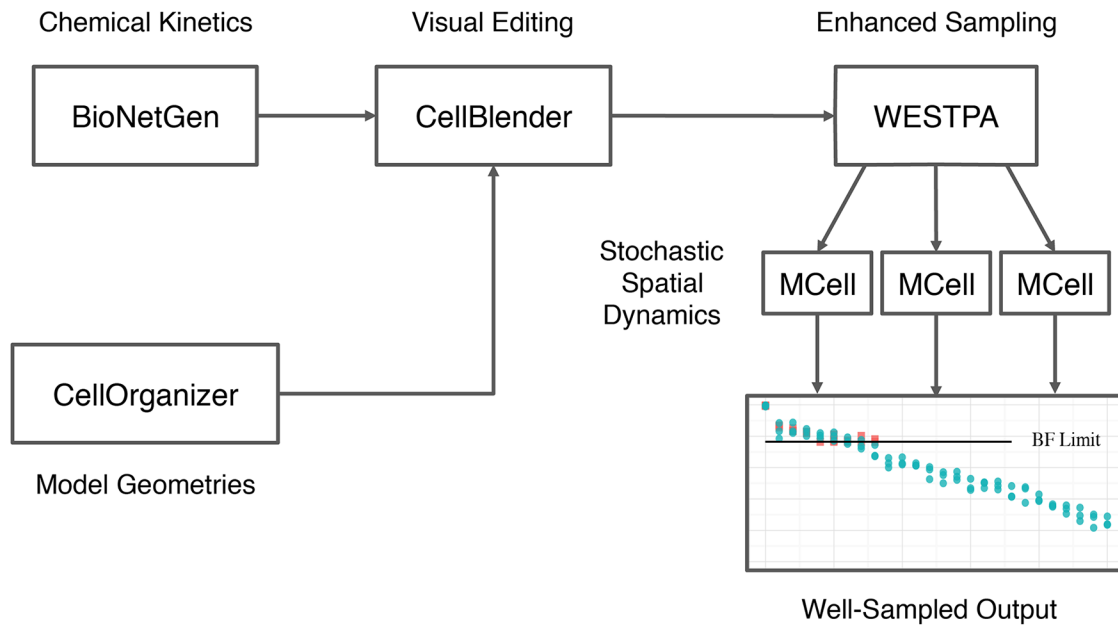 Chemical Kinetics
Visual Editing
Enhanced Sampling
BioNetGen
CellBlender
WESTPA
Stochastic
Spatial
Dynamics
MCell
MCell
MCell
CellOrganizer
Model Geometries
BF Limit
Well-Sampled Output